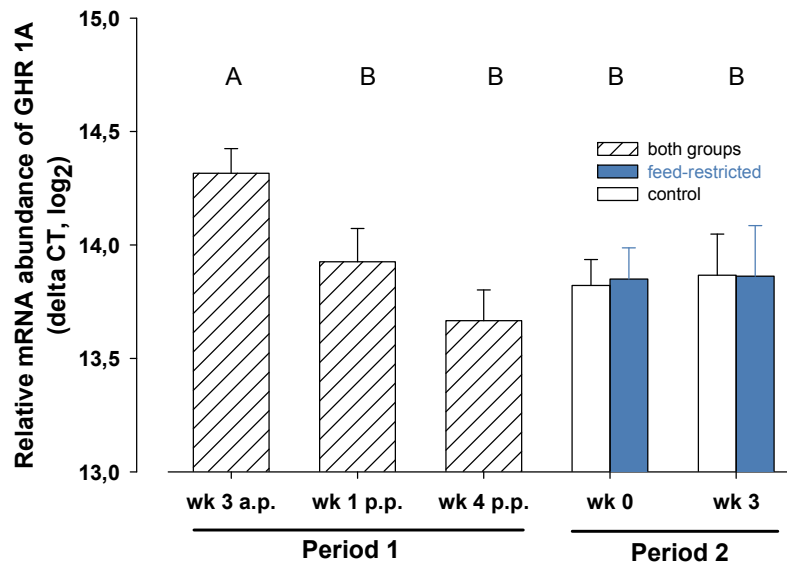 Relative mRNA abundance of GHR 1A
(delta CT, log2)
15,0
14,5
14,0
13,5
13,0
A B B B B
both groups
feed-restricted
control
wk 3 a.p. wk 1 p.p. wk 4 p.p. wk 0 wk 3
Period 1 Period 2